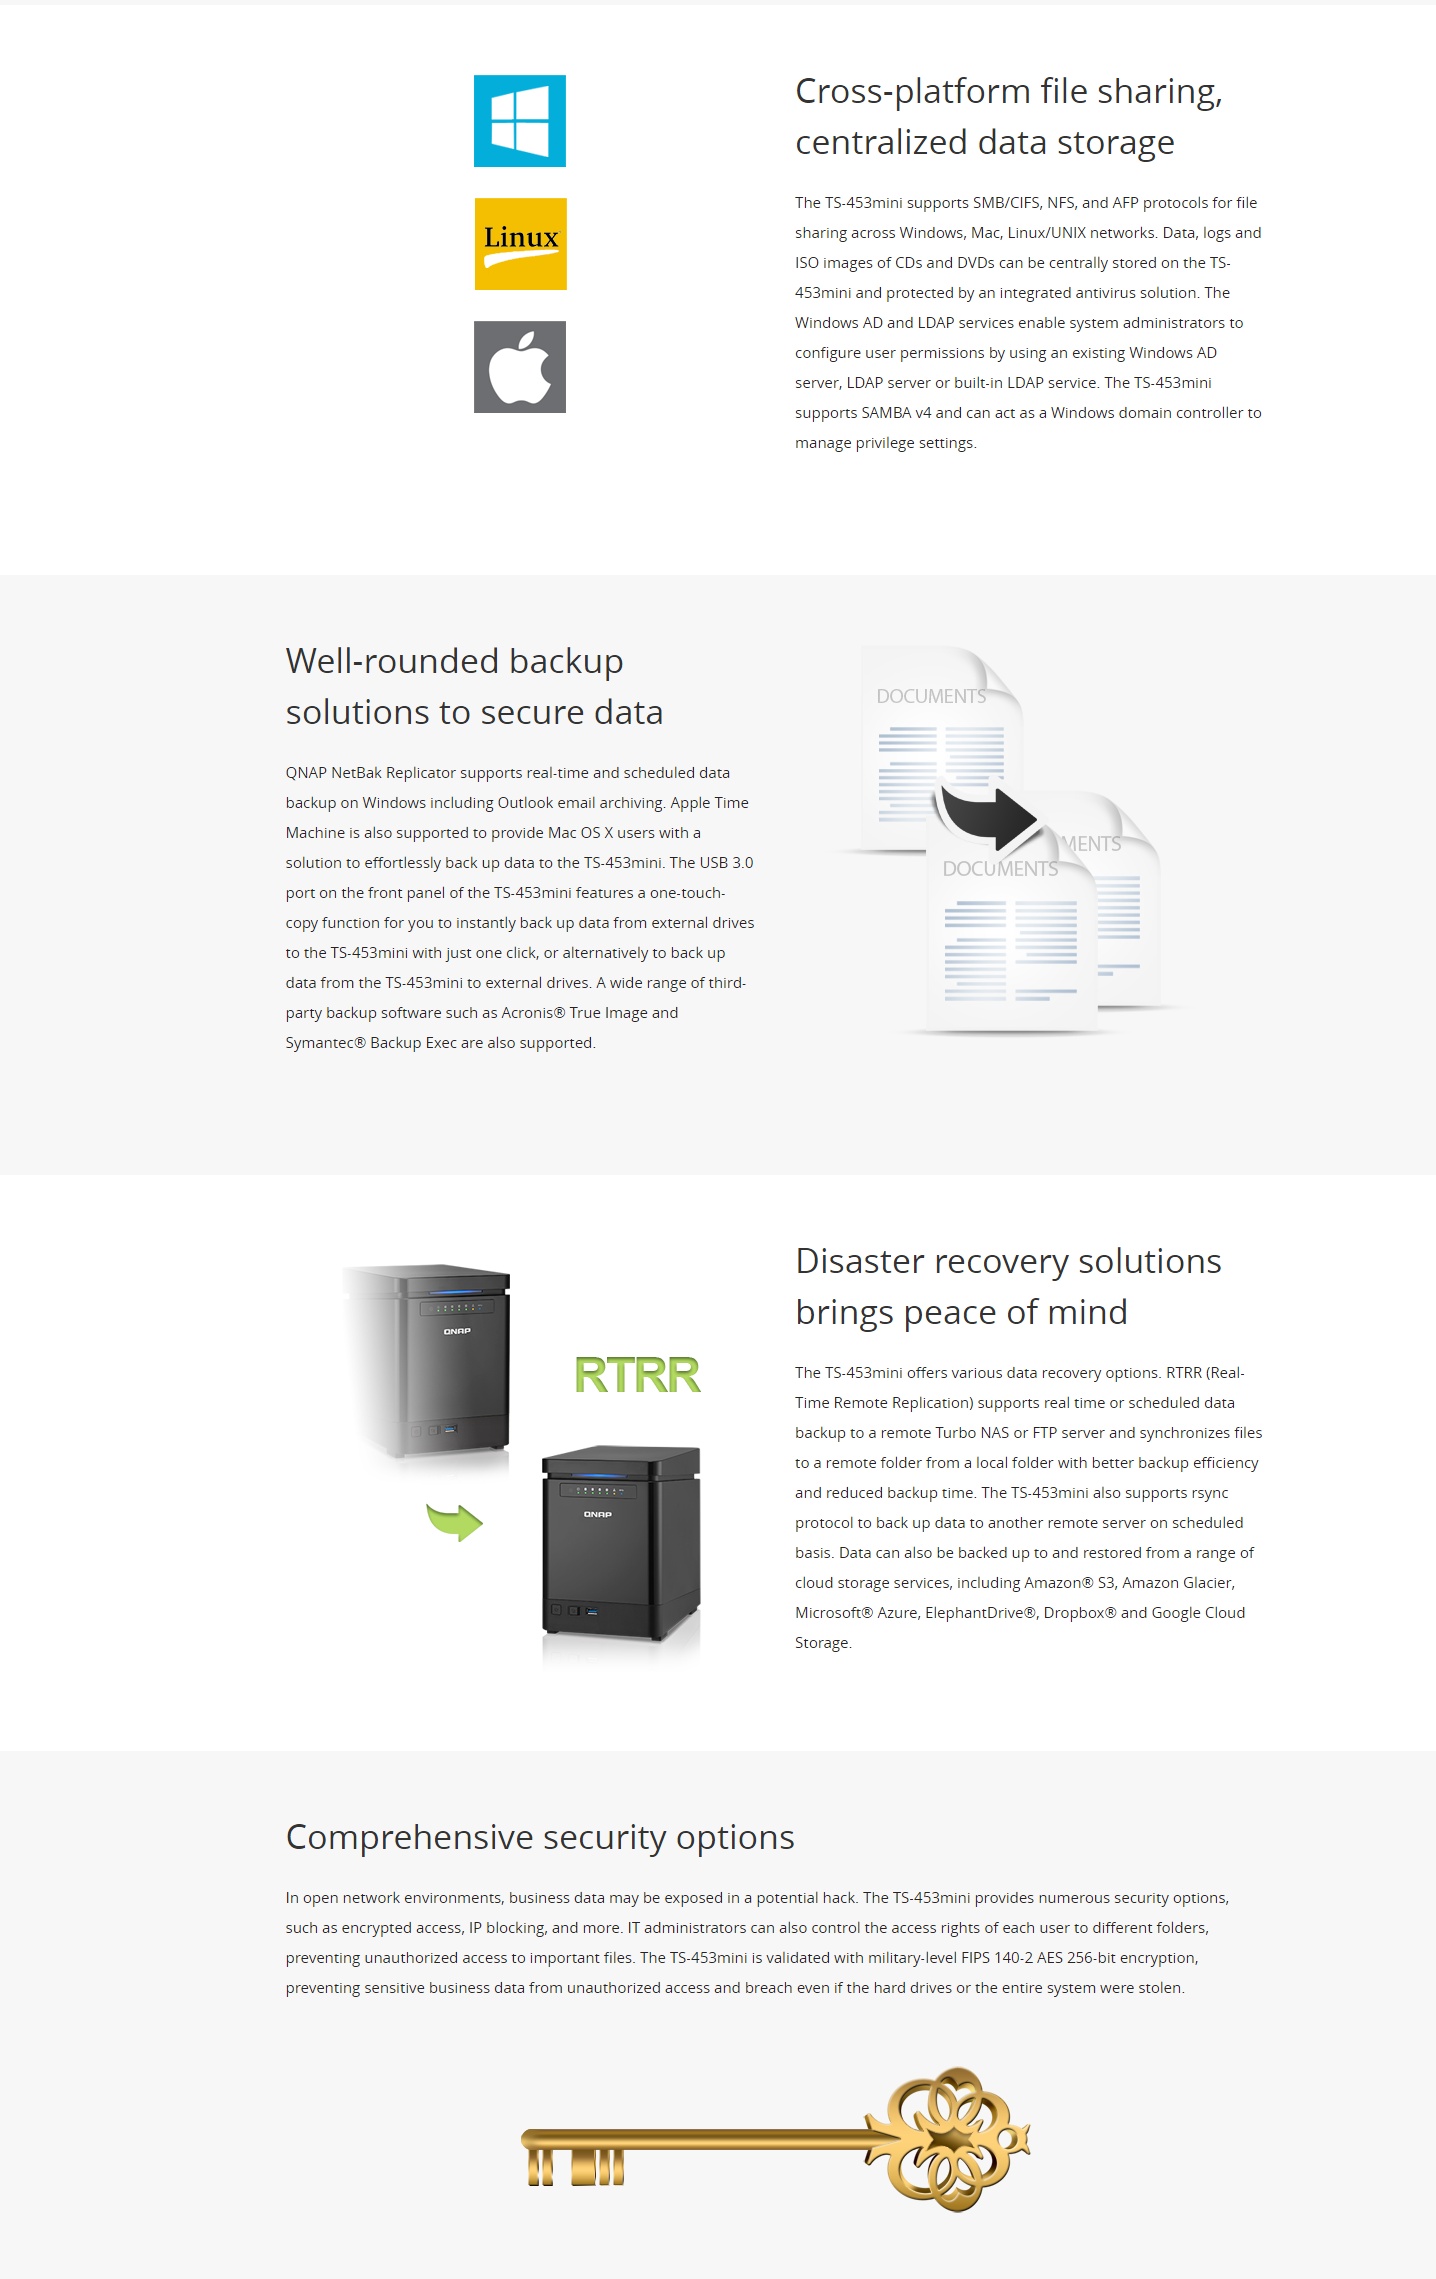 Linux
Cross-platform file sharing,
centralized data storage
The TS-453mini supports SMB/CIFS, NFS, and AFP protocols for file
sharing across Windows, Mac, Linux/UNIX networks. Data, logs and
ISO images of CDs and DVDs can be centrally stored on the TS-
453mini and protected by an integrated antivirus solution. The
Windows AD and LDAP services enable system administrators to
configure user permissions by using an existing Windows AD
server, LDAP server or built-in LDAP service. The TS-453mini
supports SAMBA v4 and can act as a Windows domain controller to
manage privilege settings.
Well-rounded backup
solutions to secure data
QNAP NetBak Replicator supports real-time and scheduled data
backup on Windows including Outlook email archiving. Apple Time
Machine is also supported to provide Mac OS X users with a
solution to effortlessly back up data to the TS-453mini. The USB 3.0
port on the front panel of the TS-453mini features a one-touch-
copy function for you to instantly back up data from external drives
to the TS-453mini with just one click, or alternatively to back up
data from the TS-453mini to external drives. A wide range of third-
party backup software such as Acronis® True Image and
Symantec® Backup Exec are also supported.
DOCUMENTS
MENTS
DOCUMENTS
QNAP
RTRR
QNAP
Disaster recovery solutions
brings peace of mind
The TS-453mini offers various data recovery options. RTRR (Real-
Time Remote Replication) supports real time or scheduled data
backup to a remote Turbo NAS or FTP server and synchronizes files
to a remote folder from a local folder with better backup efficiency
and reduced backup time. The TS-453mini also supports rsync
protocol to back up data to another remote server on scheduled
basis. Data can also be backed up to and restored from a range of
cloud storage services, including Amazon® S3, Amazon Glacier,
Microsoft® Azure, ElephantDrive®, Dropbox® and Google Cloud
Storage.
Comprehensive security options
In open network environments, business data may be exposed in a potential hack. The TS-453mini provides numerous security options,
such as encrypted access, IP blocking, and more. IT administrators can also control the access rights of each user to different folders,
preventing unauthorized access to important files. The TS-453mini is validated with military-level FIPS 140-2 AES 256-bit encryption,
preventing sensitive business data from unauthorized access and breach even if the hard drives or the entire system were stolen.